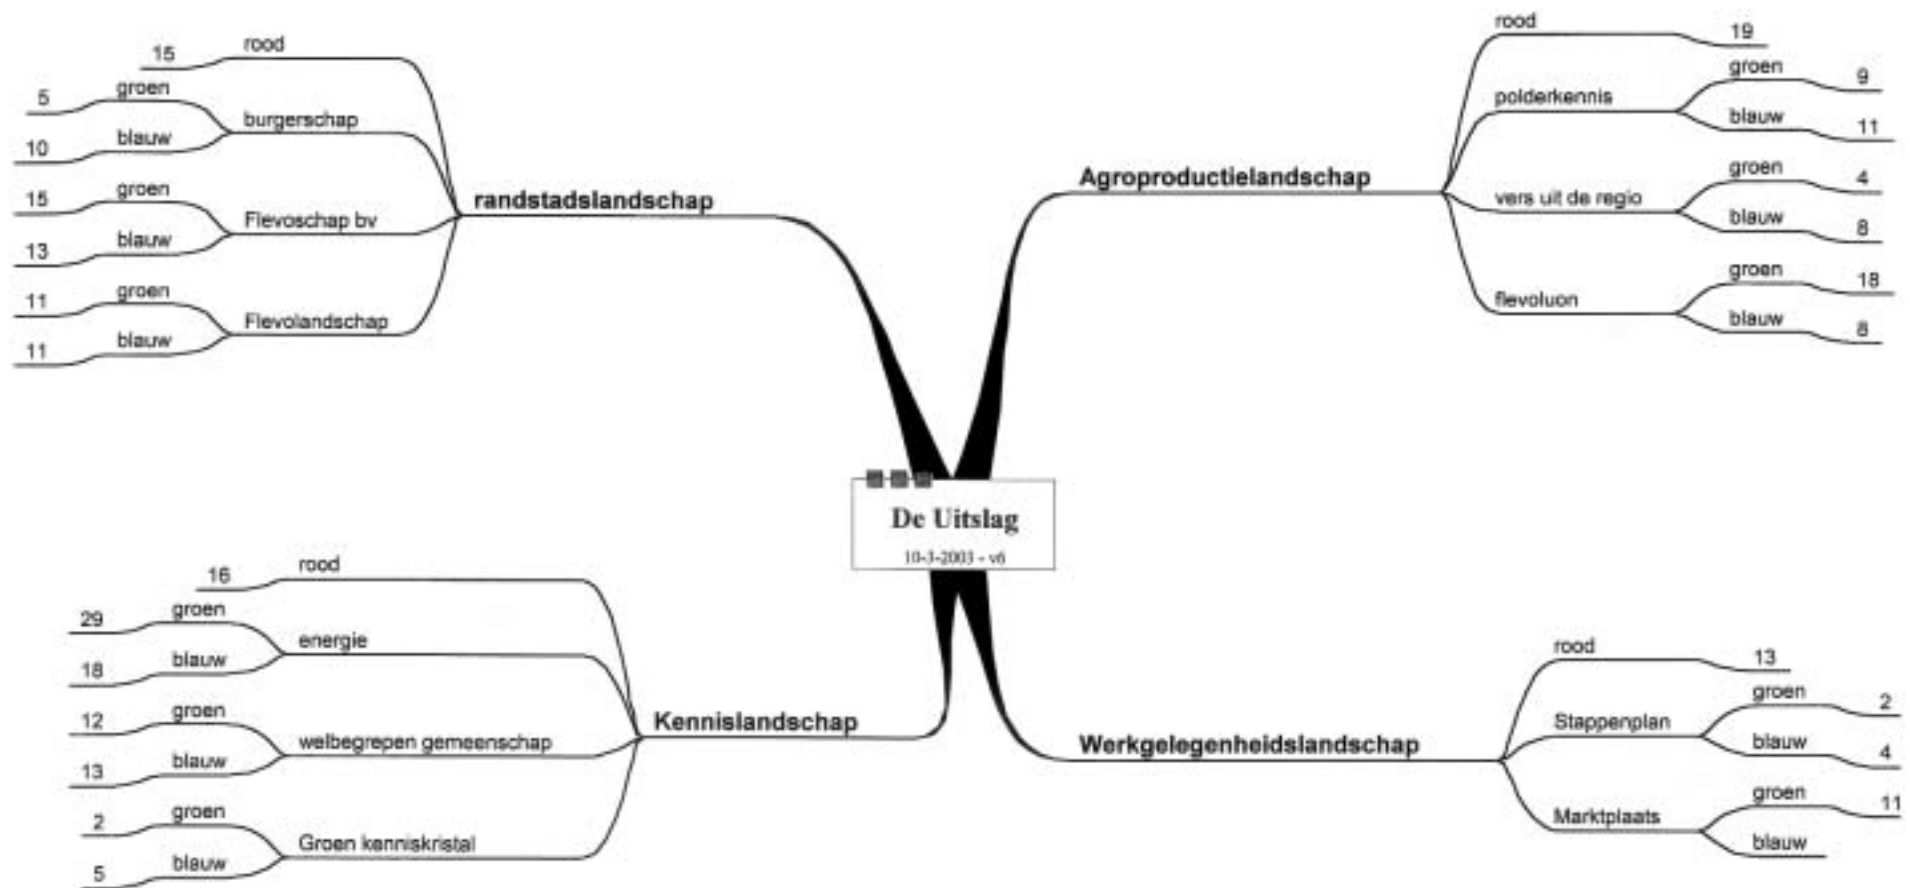 De Uitslag
10-3-2003 - v6
randstadslandschap
rood
15
burgerschap
groen
5
blauw
10
Flevoschap bv
groen
15
blauw
13
Flevolandschap
groen
11
blauw
11
Agroproductielandschap
rood
19
polderkennis
groen
9
blauw
11
vers uit de regio
groen
4
blauw
8
flevoluon
groen
18
blauw
8
Kennislandschap
rood
16
energie
groen
29
blauw
18
welbegrepen gemeenschap
groen
12
blauw
13
Groen kenniskristal
groen
2
blauw
5
Werkgelegenheidslandschap
rood
13
Stappenplan
groen
2
blauw
4
Marktplaats
groen
11
blauw